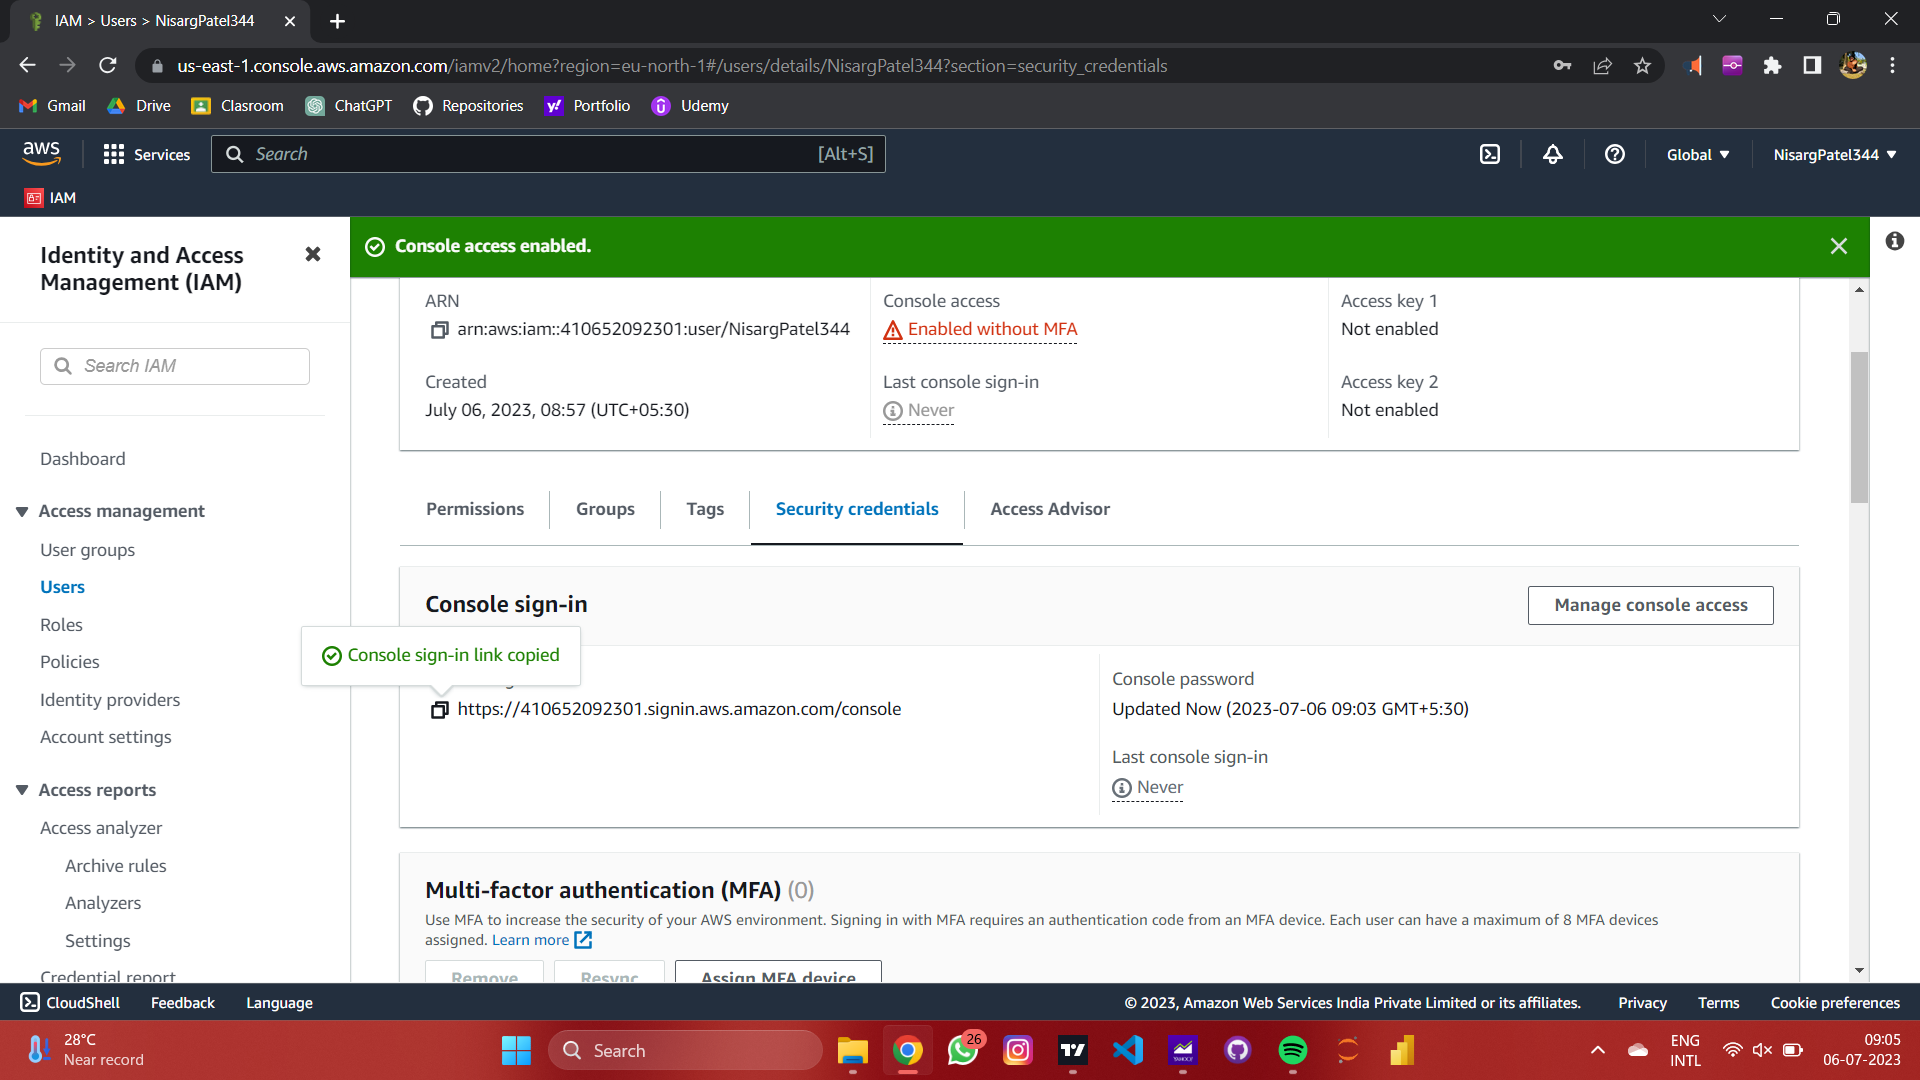 IAM > Users > NisargPatel344
us-east-1.console.aws.amazon.com/iamv2/home?region=eu-north-1#/users/details/NisargPatel344?section=security_credentials
Gmail Drive Clasroom ChatGPT Repositories Portfolio Udemy
aws Services Search [Alt+S] Global NisargPatel344
IAM
Identity and Access
Management (IAM)
Search IAM
Dashboard
Access management
User groups
Users
Roles
Policies
Identity providers
Account settings
Access reports
Access analyzer
Archive rules
Analyzers
Settings
Credential report
Console access enabled.
ARN
arn:aws:iam::410652092301:user/NisargPatel344
Created
July 06, 2023, 08:57 (UTC+05:30)
Console access
Enabled without MFA
Last console sign-in
Never
Access key 1
Not enabled
Access key 2
Not enabled
Permissions Groups Tags Security credentials Access Advisor
Console sign-in
Manage console access
Console sign-in link copied
https://410652092301.signin.aws.amazon.com/console
Console password
Updated Now (2023-07-06 09:03 GMT+5:30)
Last console sign-in
Never
Multi-factor authentication (MFA) (0)
Use MFA to increase the security of your AWS environment. Signing in with MFA requires an authentication code from an MFA device. Each user can have a maximum of 8 MFA devices
assigned. Learn more
Remove Resync Assign MFA device
CloudShell Feedback Language © 2023, Amazon Web Services India Private Limited or its affiliates. Privacy Terms Cookie preferences
28°C
Near record
Search
26
YAHOO!
ENG
INTL
09:05
06-07-2023